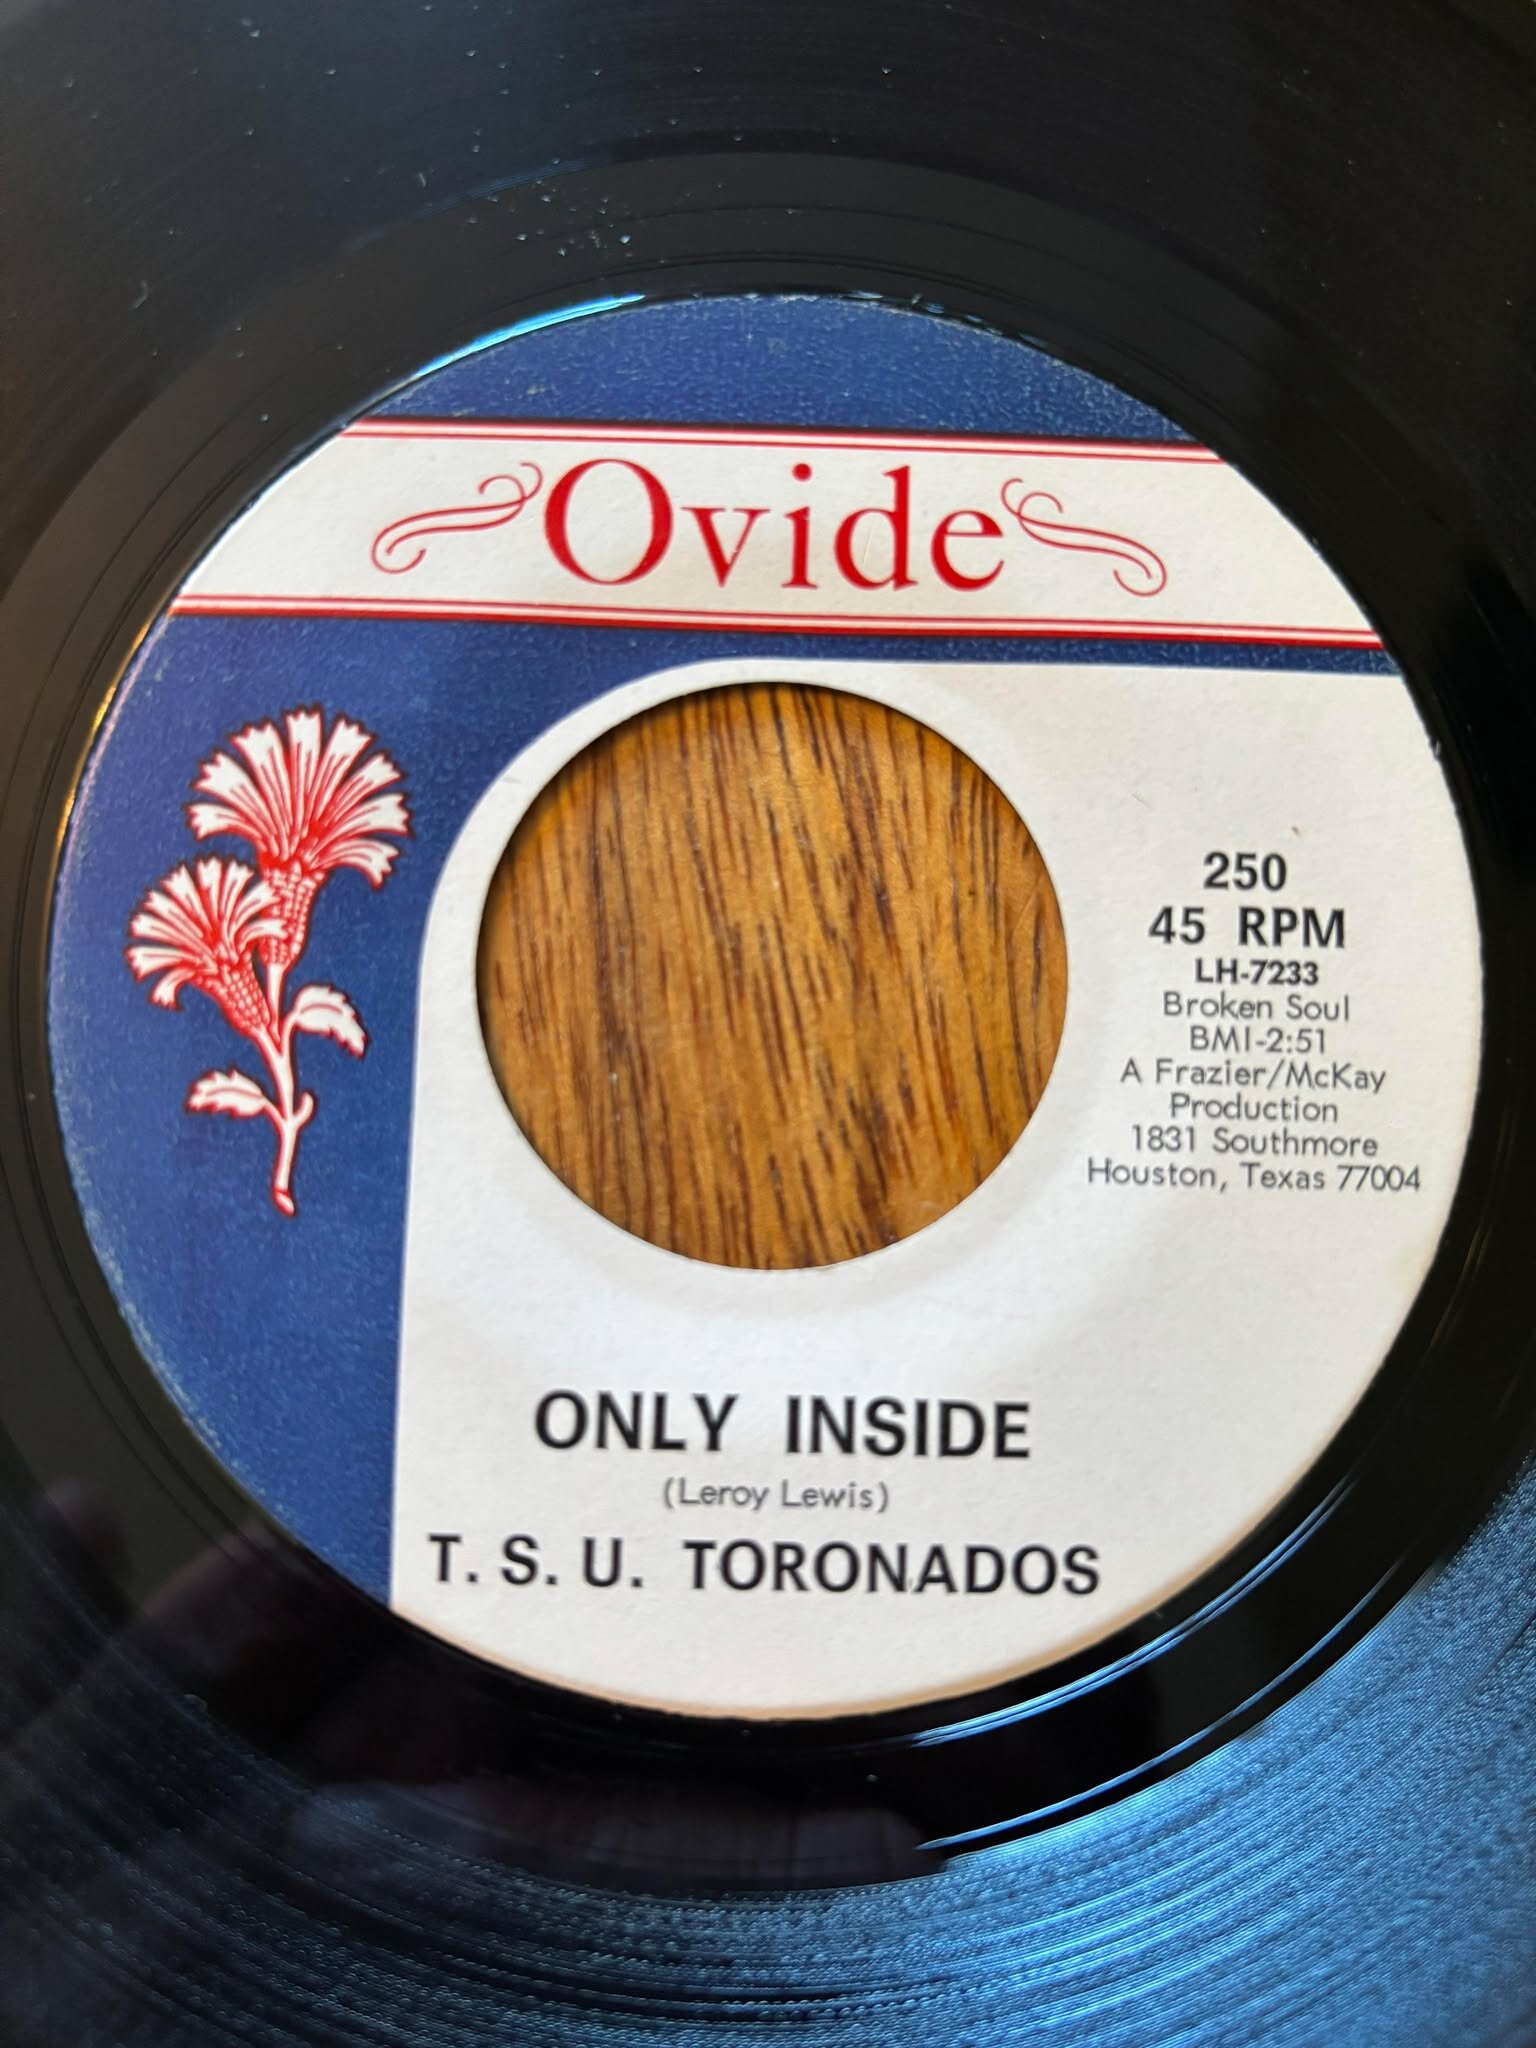 Ovide
250
45 RPM
LH-7233
Broken Soul
BMI-2:51
A Frazier/McKay
Production
1831 Southmore
Houston, Texas 77004
ONLY INSIDE
(Leroy Lewis)
T. S. U. TORONADOS